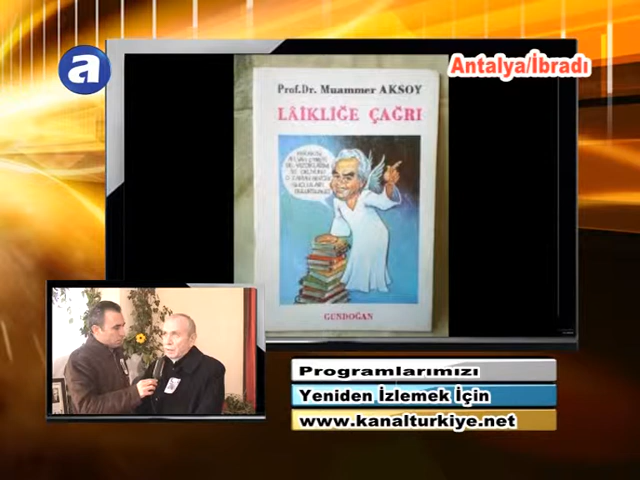 a
Antalya/İbradı
Prof.Dr. Muammer AKSOY
LÂİKLİĞE ÇAĞRI
GÜNDOĞAN
Programlarımızı
Yeniden İzlemek İçin
www.kanalturkiye.net